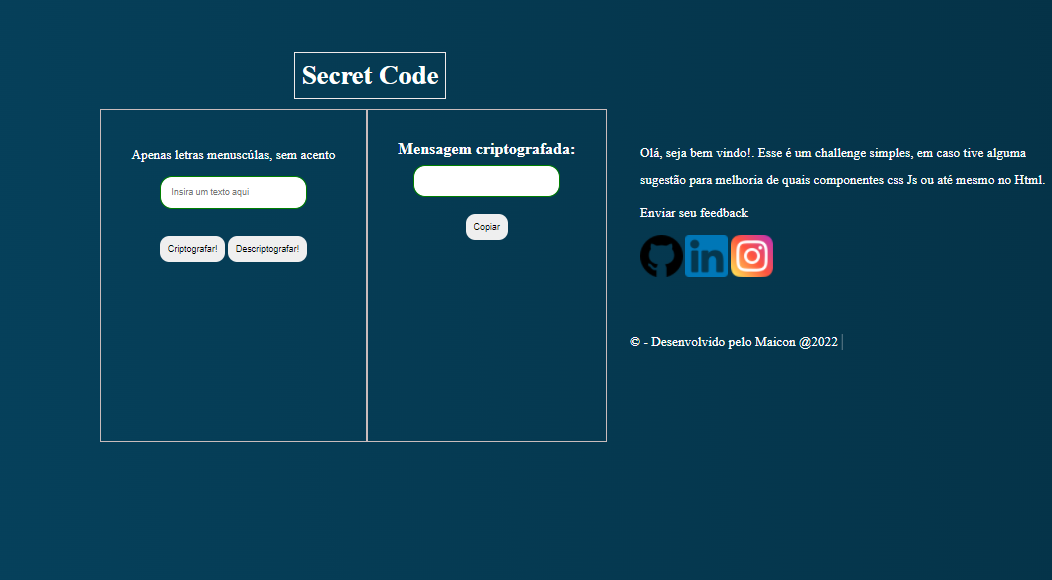 Secret Code
Apenas letras menuscúlas, sem acento
Insira um texto aqui
Criptografar! Descriptografar!
Mensagem criptografada:
Copiar
Olá, seja bem vindo!. Esse é um challenge simples, em caso tive alguma
sugestão para melhoria de quais componentes css Js ou até mesmo no Html.
Enviar seu feedback
in
© - Desenvolvido pelo Maicon @2022